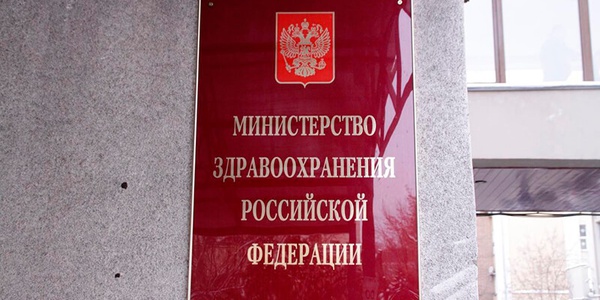 МИНИСТЕРСТВО
ЗДРАВООХРАНЕНИЯ
РОССИЙСКОЙ
ФЕДЕРАЦИИ